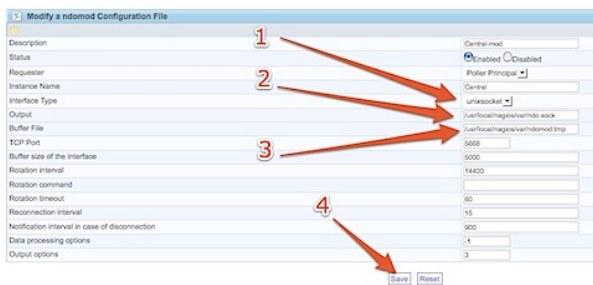 Modify a ndomod Configuration File
Description Central-mod
1
Status Enabled Disabled
Requester Poller Principal
2
Instance Name Central
Interface Type unixsocket
Output /usr/local/nagios/var/ndo.sock
Buffer File /usr/local/nagios/var/ndomod.tmp
3
TCP Port 5668
Buffer size of the interface 5000
Rotation interval 14400
Rotation command
Rotation timeout 60
4
Reconnection interval 15
Notification interval in case of disconnection 900
Data processing options -1
Output options 3
Save Reset